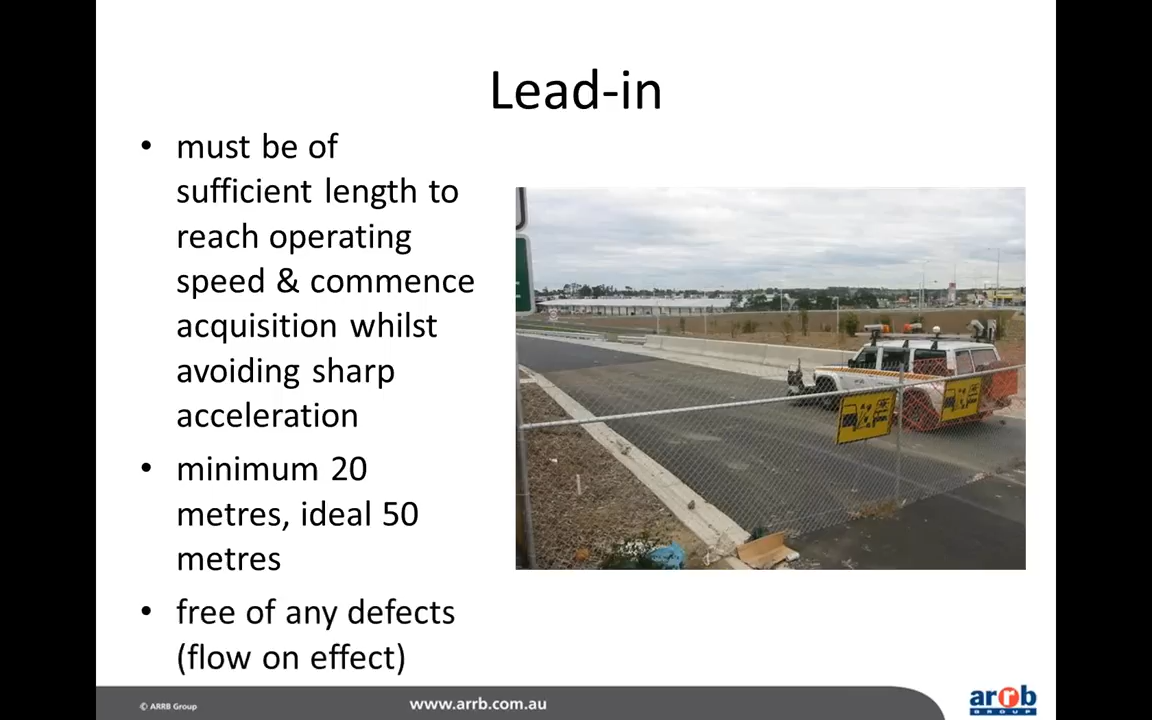 Lead-in
• must be of
sufficient length to
reach operating
speed & commence
acquisition whilst
avoiding sharp
acceleration
• minimum 20
metres, ideal 50
metres
• free of any defects
(flow on effect)
© ARRB Group
www.arrb.com.au
arrb
GROUP